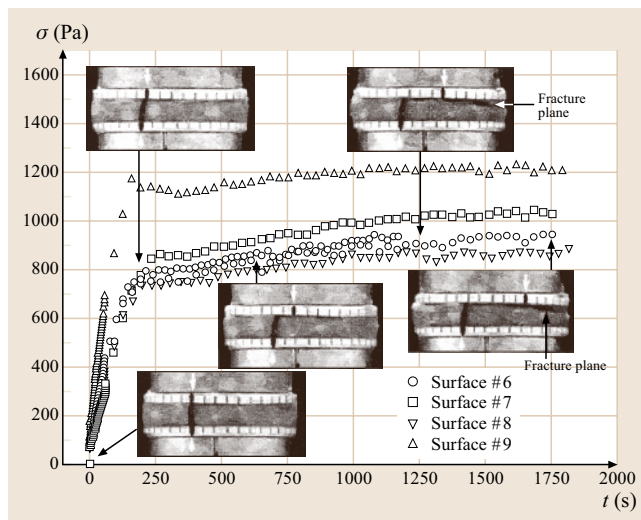 σ (Pa)
1600
1400
1200
1000
800
600
400
200
0
Fracture
plane
Fracture plane
Surface #6
Surface #7
Surface #8
Surface #9
0 250 500 750 1000 1250 1500 1750 2000
t (s)